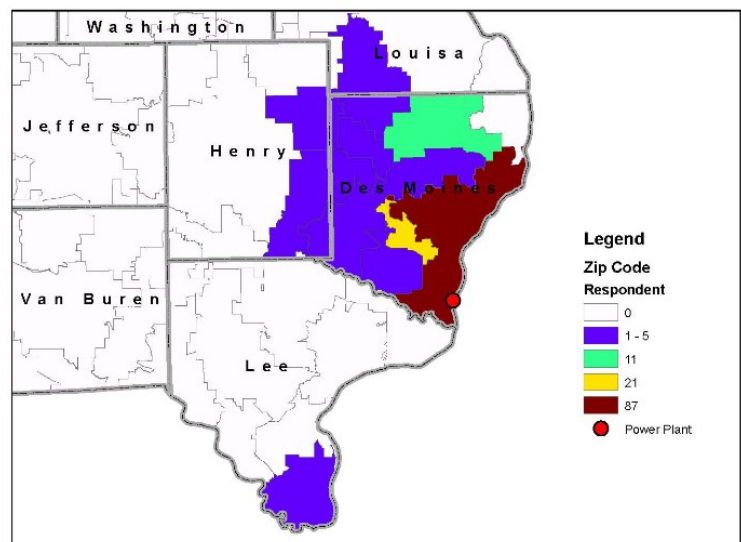 Washington
Louisa
Jefferson
Henry
Des Moines
Van Buren
Lee
Legend
Zip Code
Respondent
0
1 - 5
11
21
87
Power Plant